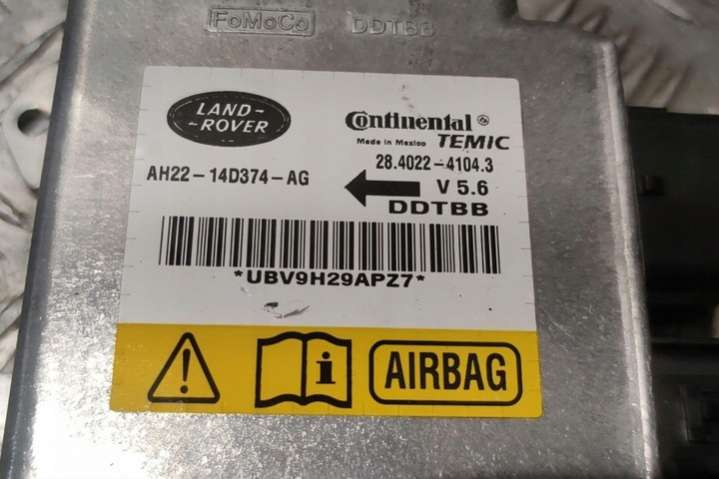 FoMoCo DDTBB
LAND-
-ROVER
Continental
Made in Mexico TEMIC
AH22-14D374-AG
28.4022-4104.3
V 5.6
DDTBB
*UBV9H29APZ7*
i
AIRBAG